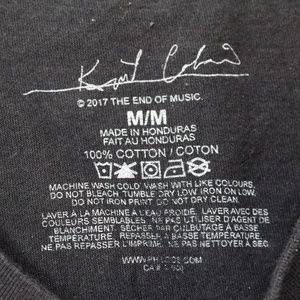 Kurt Cobain
© 2017 THE END OF MUSIC.
M/M
MADE IN HONDURAS
FAIT AU HONDURAS
100% COTTON / COTON
MACHINE WASH COLD WASH WITH LIKE COLOURS.
DO NOT BLEACH TUMBLE DRY LOW. IRON ON LOW.
DO NOT IRON PRINT DO NOT DRY CLEAN.
LAVER À LA MACHINE À L'EAU FROIDE. LAVER AVEC DES
COULEURS SEMBLABLES. NE PAS UTILISER D'AGENT DE
BLANCHIMENT. SÉCHER PAR CULBUTAGE À BASSE
TEMPÉRATURE. REPASSER À BASSE TEMPÉRATURE.
NE PAS REPASSER L'IMPRIMÉ. NE PAS NETTOYER À SEC.
CA#